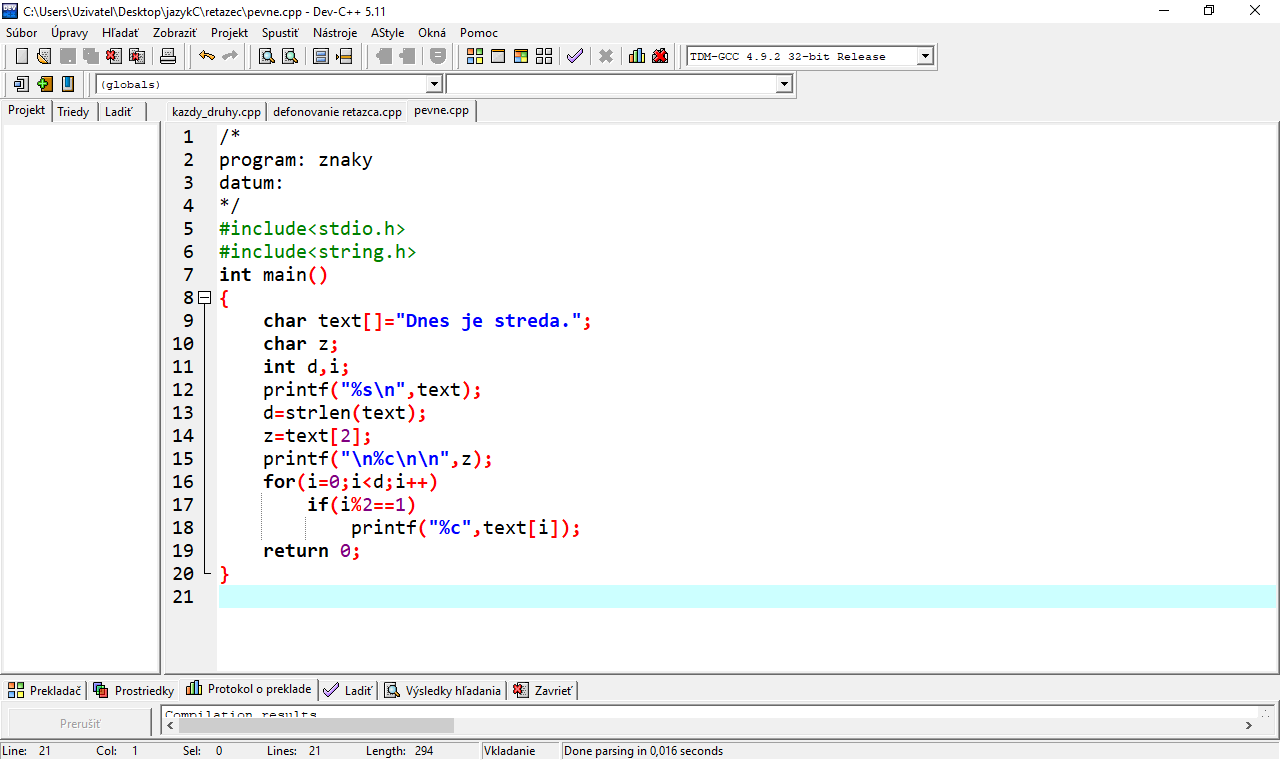 C:\Users\Uzivatel\Desktop\jazykC\retazec\pevne.cpp - Dev-C++ 5.11
Súbor Úpravy Hľadať Zobraziť Projekt Spustiť Nástroje AStyle Okná Pomoc
TDM-GCC 4.9.2 32-bit Release
(globals)
Projekt Triedy Ladiť kazdy_druhy.cpp defonovanie retazca.cpp pevne.cpp
1 /*
2 program: znaky
3 datum:
4 */
5 #include<stdio.h>
6 #include<string.h>
7 int main()
8 {
9 char text[]="Dnes je streda.";
10 char z;
11 int d,i;
12 printf("%s\n",text);
13 d=strlen(text);
14 z=text[2];
15 printf("\n%c\n\n",z);
16 for(i=0;i<d;i++)
17 if(i%2==1)
18 printf("%c",text[i]);
19 return 0;
20 }
21
Prekladač Prostriedky Protokol o preklade Ladiť Výsledky hľadania Zavrieť
Prerušiť
Compilation results
Line: 21 Col: 1 Sel: 0 Lines: 21 Length: 294 Vkladanie Done parsing in 0,016 seconds